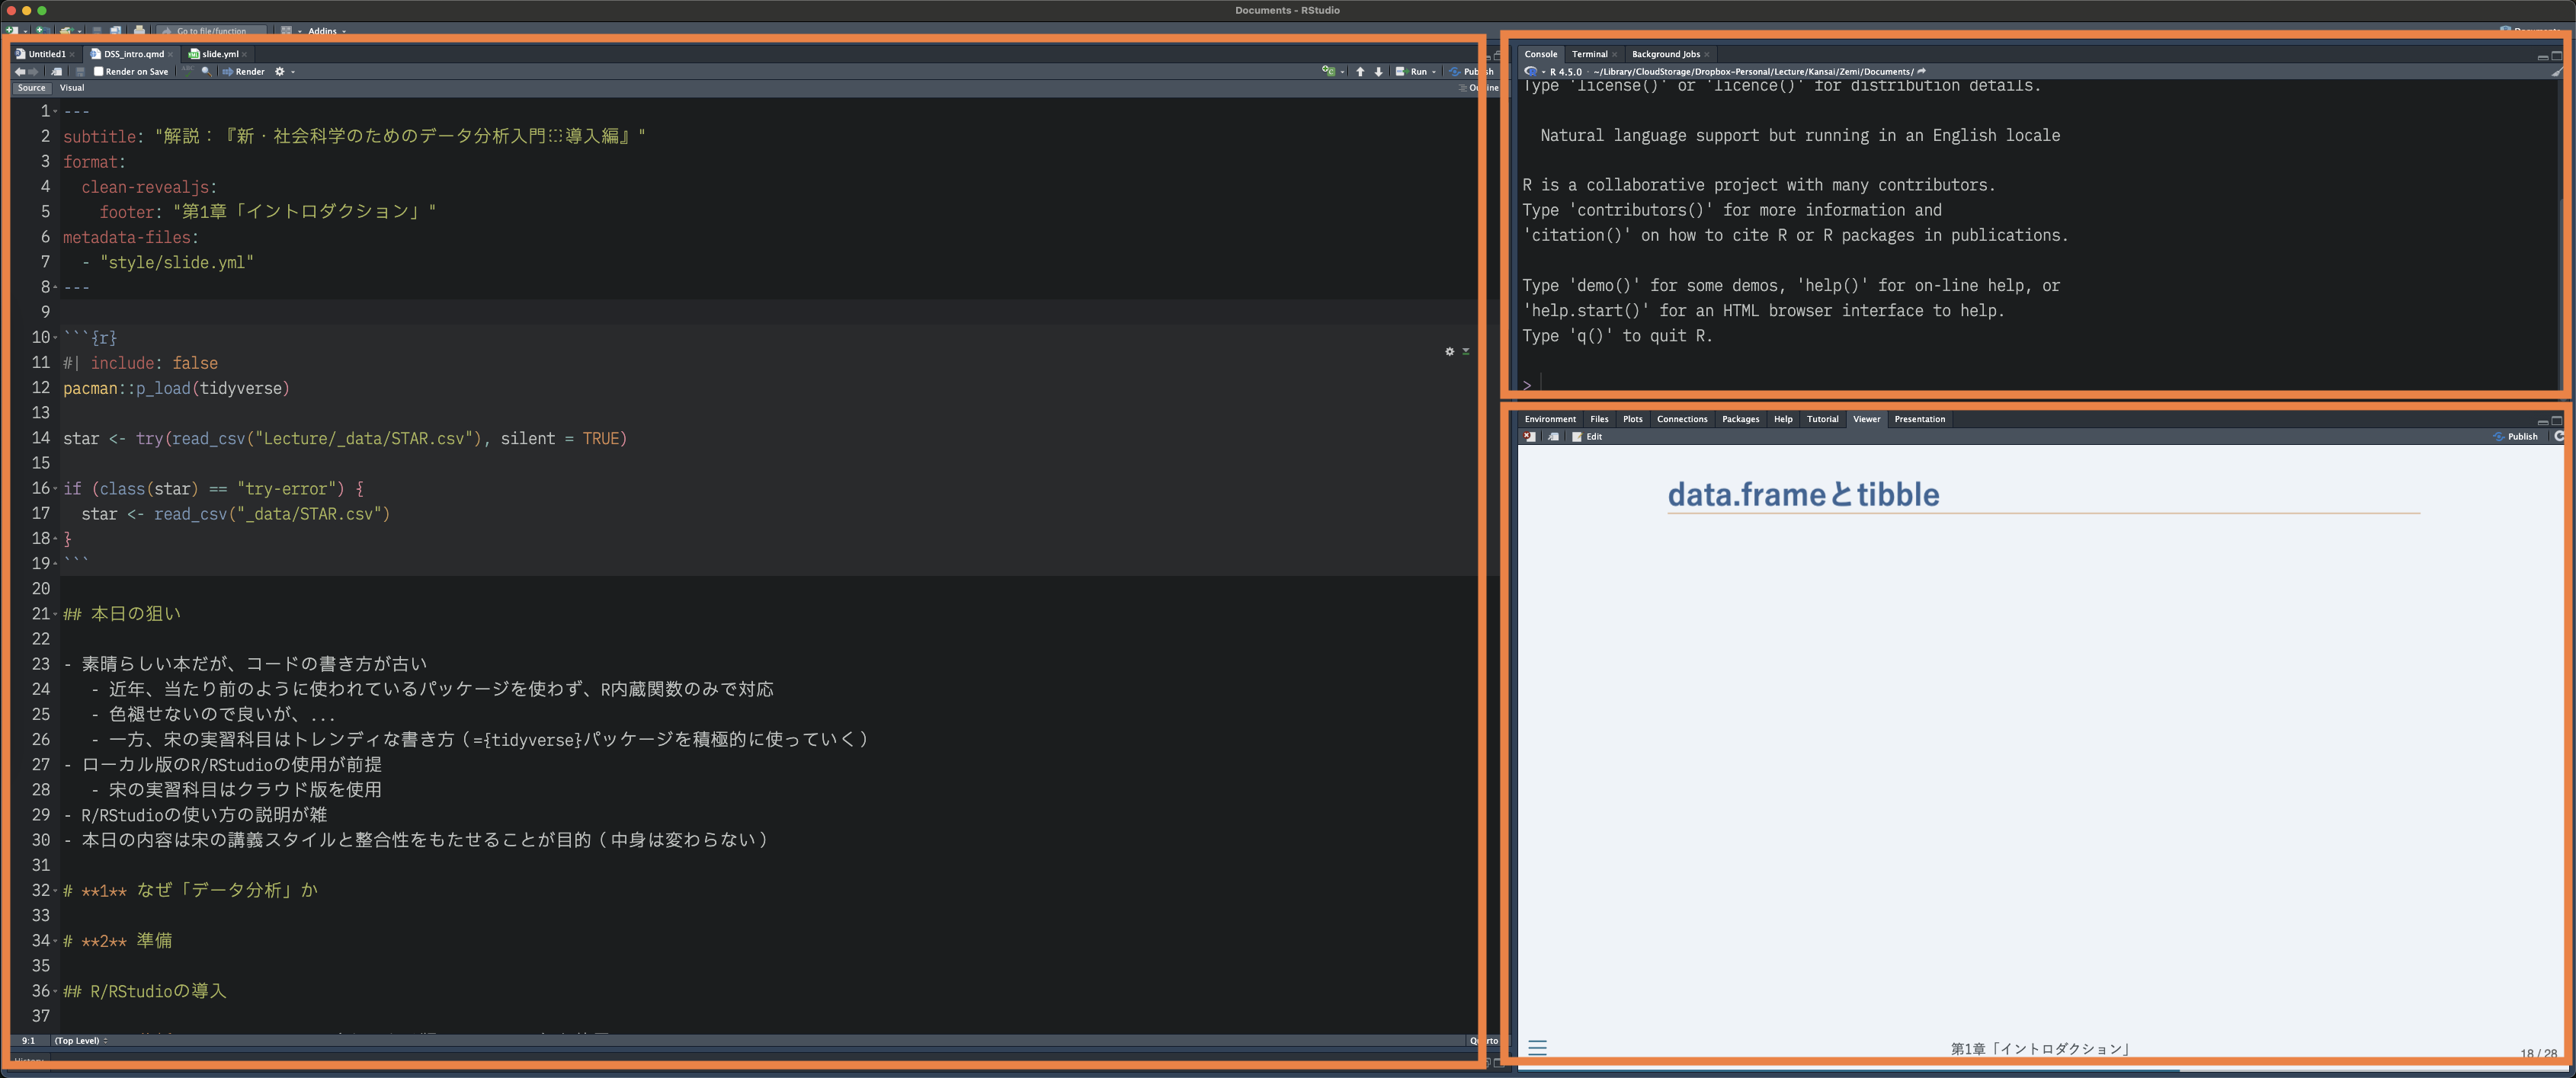 Documents - RStudio
Go to file/function
Addins
Untitled1
DSS_intro.qmd
slide.yml
Render on Save
Render
Run
Publish
Source
Visual
Outline
1 ---
2 subtitle: "解説：『新・社会科学のためのデータ分析入門 導入編』"
3 format:
4   clean-revealjs:
5     footer: "第1章「イントロダクション」"
6 metadata-files:
7   - "style/slide.yml"
8 ---
9
10 ```{r}
11 #| include: false
12 pacman::p_load(tidyverse)
13
14 star <- try(read_csv("Lecture/_data/STAR.csv"), silent = TRUE)
15
16 if (class(star) == "try-error") {
17   star <- read_csv("_data/STAR.csv")
18 }
19 ```
20
21 ## 本日の狙い
22
23 - 素晴らしい本だが、コードの書き方が古い
24    - 近年、当たり前のように使われているパッケージを使わず、R内蔵関数のみで対応
25    - 色褪せないので良いが、...
26    - 一方、宋の実習科目はトレンディな書き方（={tidyverse}パッケージを積極的に使っていく）
27 - ローカル版のR/RStudioの使用が前提
28    - 宋の実習科目はクラウド版を使用
29 - R/RStudioの使い方の説明が雑
30 - 本日の内容は宋の講義スタイルと整合性をもたせることが目的（中身は変わらない）
31
32 # **1** なぜ「データ分析」か
33
34 # **2** 準備
35
36 ## R/RStudioの導入
37
9:1
(Top Level)
Console
Terminal
Background Jobs
R 4.5.0 · ~/Library/CloudStorage/Dropbox-Personal/Lecture/Kansai/Zemi/Documents/
Type 'license()' or 'licence()' for distribution details.
Natural language support but running in an English locale
R is a collaborative project with many contributors.
Type 'contributors()' for more information and
'citation()' on how to cite R or R packages in publications.
Type 'demo()' for some demos, 'help()' for on-line help, or
'help.start()' for an HTML browser interface to help.
Type 'q()' to quit R.
>
Environment
Files
Plots
Connections
Packages
Help
Tutorial
Viewer
Presentation
Edit
Publish
data.frameとtibble
第1章「イントロダクション」
18 / 28